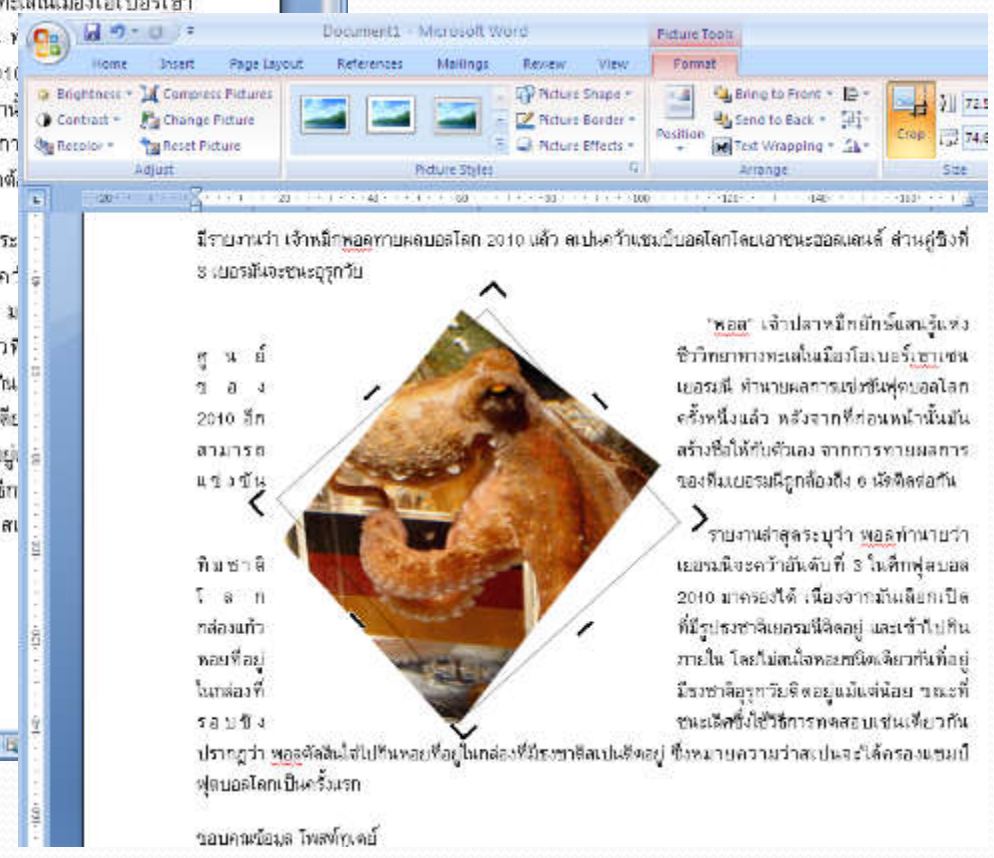 ทะเลในเมืองโอเบอร์เฮา
Document1 - Microsoft Word
Picture Tools
Home Insert Page Layout References Mailings Review View Format
Brightness Compress Pictures Picture Shape Bring to Front
Contrast Change Picture Picture Border Send to Back 72.5
Recolor Reset Picture Picture Effects Position Text Wrapping Crop 74.6
Adjust Picture Styles Arrange Size
มีรายงานว่า เจ้าหมึกพอลทายผลบอลโลก 2010 แล้ว สเปนคว้าแชมป์บอลโลกโดยเอาชนะฮอลแลนด์ ส่วนคู่ชิงที่
3 เยอรมันจะชนะอุรุกวัย
"พอล" เจ้าปลาหมึกยักษ์แสนรู้แห่ง
ศูนย์ ชีววิทยาทางทะเลในเมืองโอเบอร์เฮาเซน
ของ เยอรมนี ทำนายผลการแข่งขันฟุตบอลโลก
2010 อีก ครั้งหนึ่งแล้ว หลังจากที่ก่อนหน้านั้นมัน
สามารถ สร้างชื่อให้กับตัวเอง จากการทายผลการ
แข่งขัน ของทีมเยอรมนีถูกต้องถึง 6 นัดติดต่อกัน
รายงานล่าสุดระบุว่า พอลทำนายว่า
ทีมชาติ เยอรมนีจะคว้าอันดับที่ 3 ในศึกฟุตบอล
โลก 2010 มาครองได้ เนื่องจากมันเลือกเปิด
กล่องแก้ว ที่มีรูปธงชาติเยอรมนีติดอยู่ และเข้าไปกิน
หอยที่อยู่ ภายใน โดยไม่สนใจหอยชนิดเดียวกันที่อยู่
ในกล่องที่ มีธงชาติอุรุกวัยติดอยู่แม้แต่น้อย ขณะที่
รอบชิง ชนะเลิศซึ่งใช้วิธีการทดสอบเช่นเดียวกัน
ปรากฏว่า พอลตัดสินใจไปกินหอยที่อยู่ในกล่องที่มีธงชาติสเปนติดอยู่ ซึ่งหมายความว่าสเปนจะได้ครองแชมป์
ฟุตบอลโลกเป็นครั้งแรก
ขอบคุณข้อมูล โพสต์ทูเดย์